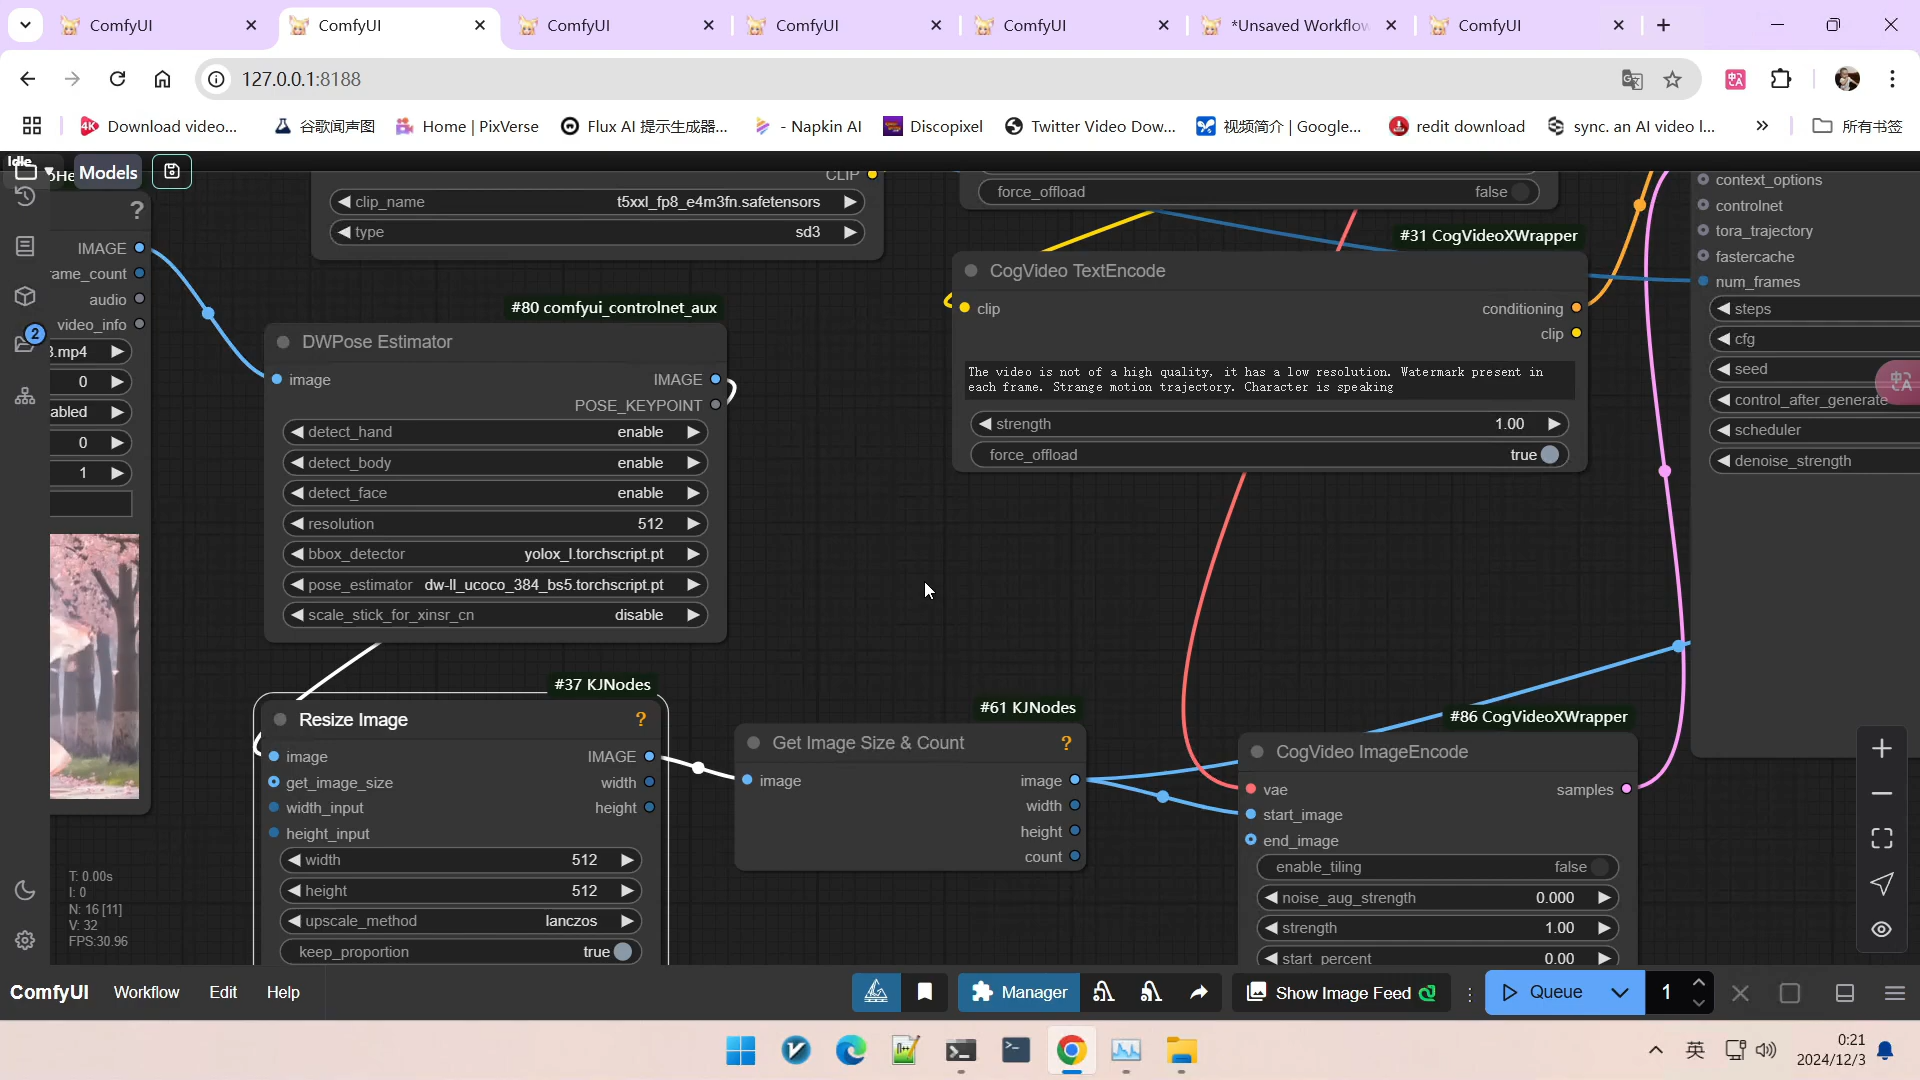 ComfyUI
ComfyUI
ComfyUI
ComfyUI
ComfyUI
*Unsaved Workflow
ComfyUI
127.0.0.1:8188
Download video...
谷歌闻声图
Home | PixVerse
Flux AI 提示生成器...
- Napkin AI
Discopixel
Twitter Video Dow...
视频简介 | Google...
redit download
sync. an AI video l...
所有书签
Idle
Models
CLIP
clip_name t5xxl_fp8_e4m3fn.safetensors
type sd3
force_offload false
context_options
controlnet
tora_trajectory
fastercache
num_frames
steps
cfg
seed
control_after_generate
scheduler
denoise_strength
?
IMAGE
ame_count
audio
video_info
3.mp4
0
abled
0
1
#80 comfyui_controlnet_aux
DWPose Estimator
image IMAGE
POSE_KEYPOINT
detect_hand enable
detect_body enable
detect_face enable
resolution 512
bbox_detector yolox_l.torchscript.pt
pose_estimator dw-ll_ucoco_384_bs5.torchscript.pt
scale_stick_for_xinsr_cn disable
#31 CogVideoXWrapper
CogVideo TextEncode
clip conditioning
clip
The video is not of a high quality, it has a low resolution. Watermark present in
each frame. Strange motion trajectory. Character is speaking
strength 1.00
force_offload true
#37 KJNodes
Resize Image ?
image IMAGE
get_image_size width
width_input height
height_input
width 512
height 512
upscale_method lanczos
keep_proportion true
#61 KJNodes
Get Image Size & Count ?
image image
width
height
count
#86 CogVideoXWrapper
CogVideo ImageEncode
vae samples
start_image
end_image
enable_tiling false
noise_aug_strength 0.000
strength 1.00
start_percent 0.00
2
T: 0.00s
I: 0
N: 16 [11]
V: 32
FPS:30.96
ComfyUI Workflow Edit Help
Manager
Show Image Feed
Queue
1
英
0:21
2024/12/3